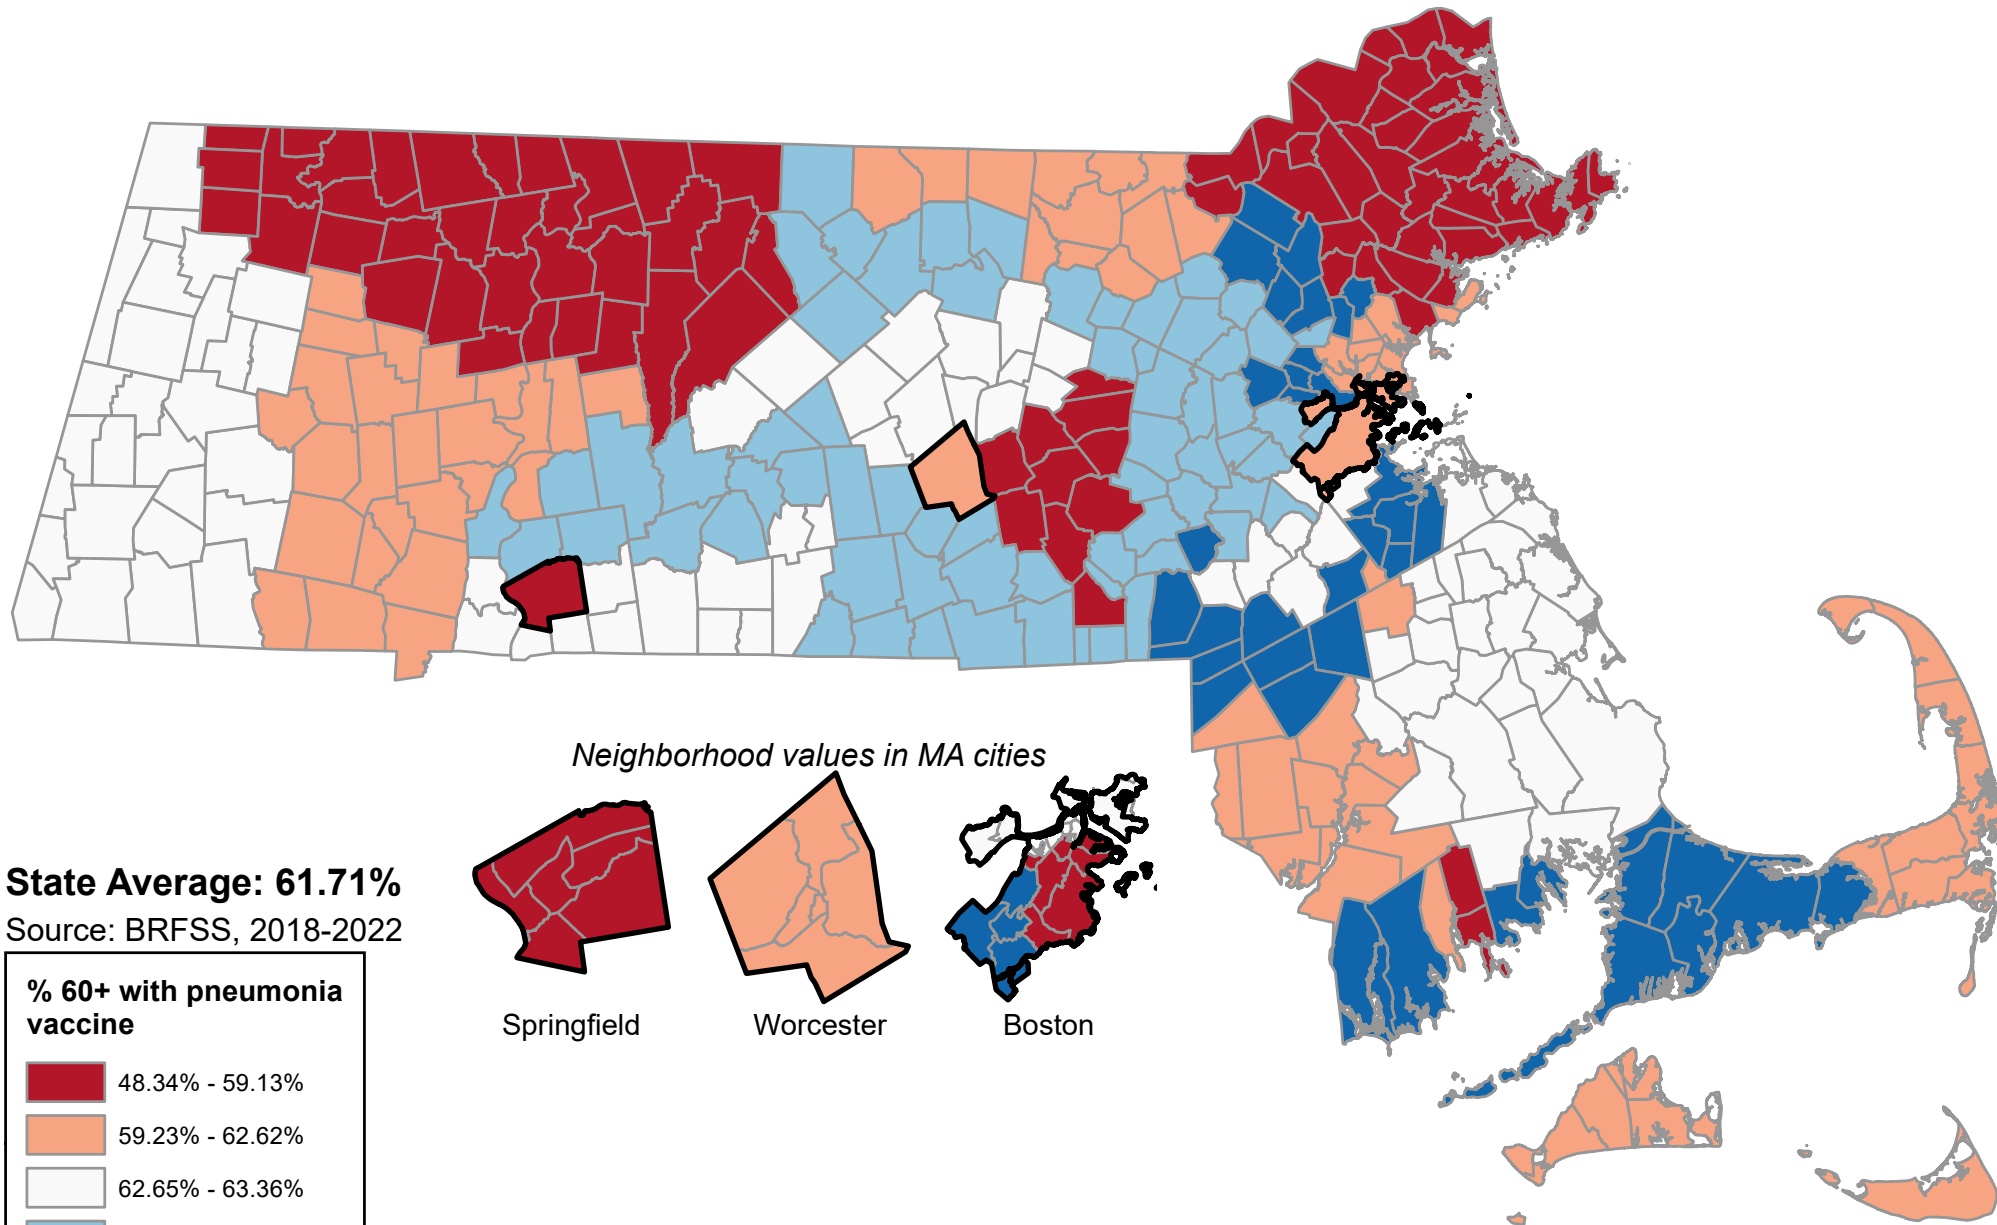 Neighborhood values in MA cities
State Average: 61.71%
Source: BRFSS, 2018-2022
Springfield
Worcester
Boston
% 60+ with pneumonia
vaccine
48.34% - 59.13%
59.23% - 62.62%
62.65% - 63.36%